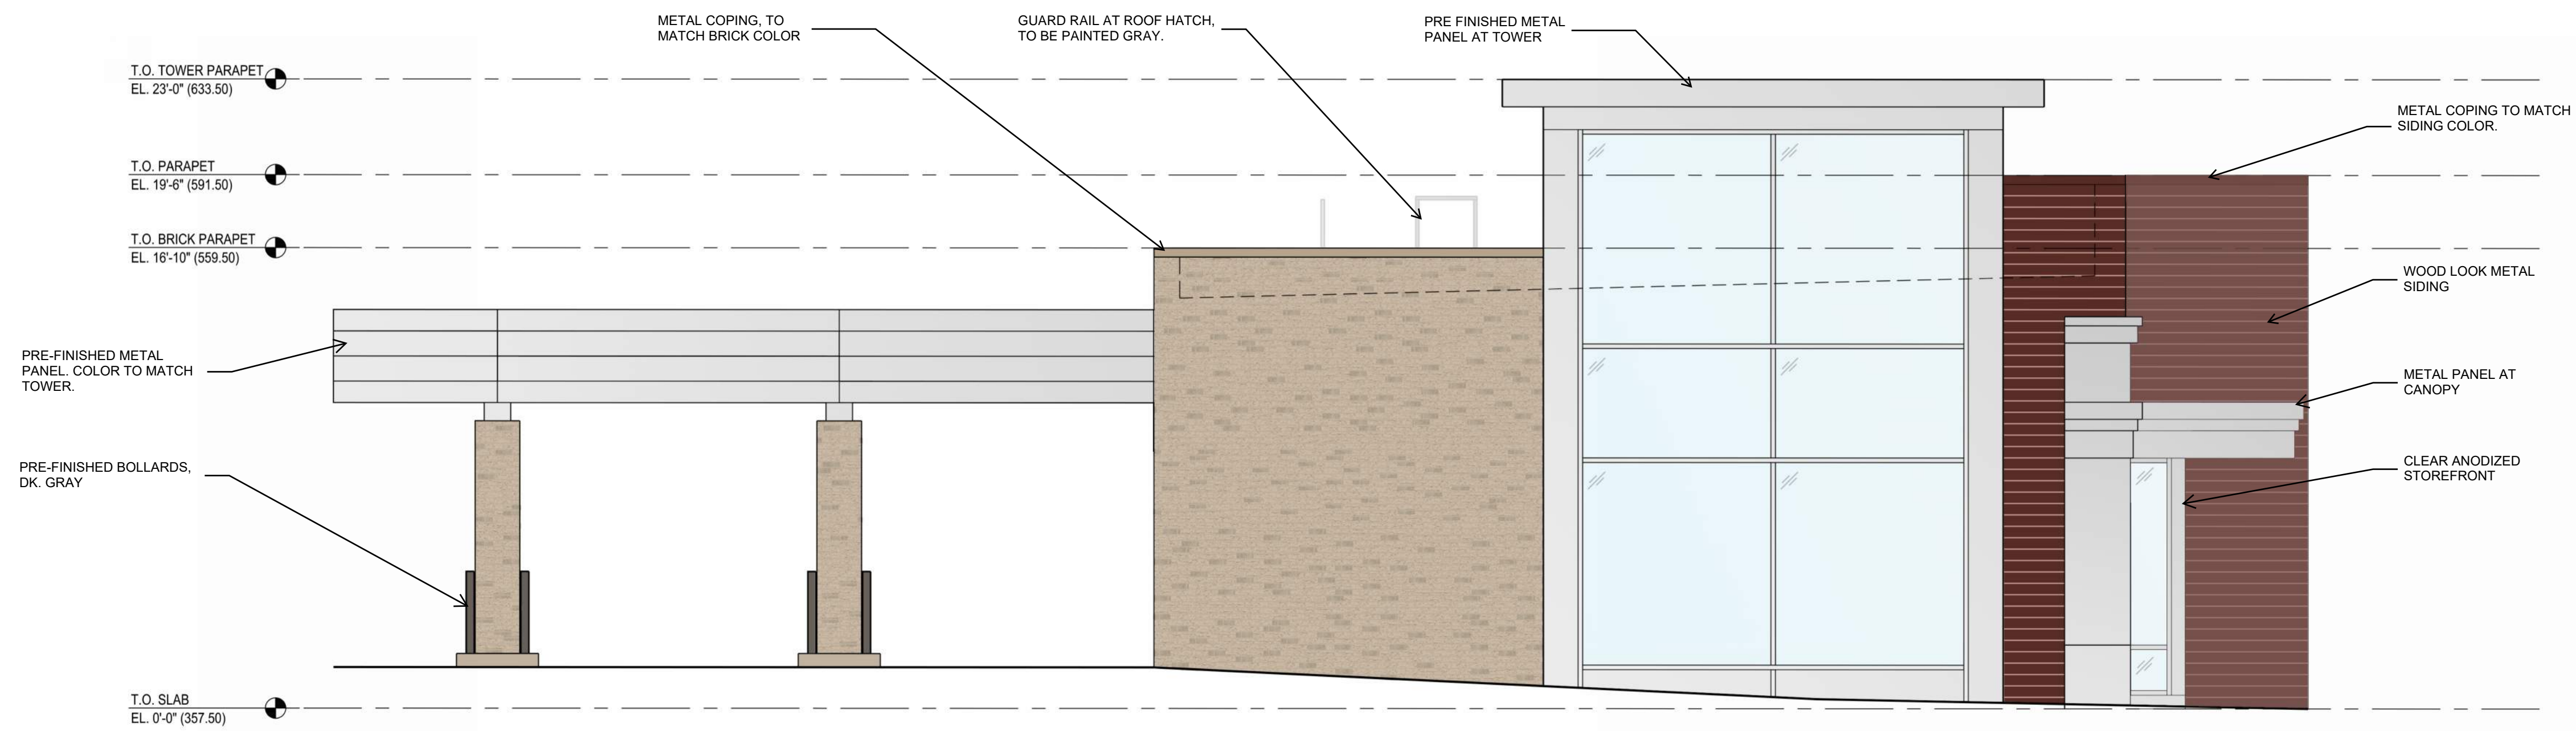 METAL COPING, TO
MATCH BRICK COLOR
GUARD RAIL AT ROOF HATCH,
TO BE PAINTED GRAY.
PRE FINISHED METAL
PANEL AT TOWER
T.O. TOWER PARAPET
EL. 23'-0" (633.50)
METAL COPING TO MATCH
SIDING COLOR.
T.O. PARAPET
EL. 19'-6" (591.50)
T.O. BRICK PARAPET
EL. 16'-10" (559.50)
WOOD LOOK METAL
SIDING
PRE-FINISHED METAL
PANEL. COLOR TO MATCH
TOWER.
METAL PANEL AT
CANOPY
PRE-FINISHED BOLLARDS,
DK. GRAY
CLEAR ANODIZED
STOREFRONT
T.O. SLAB
EL. 0'-0" (357.50)